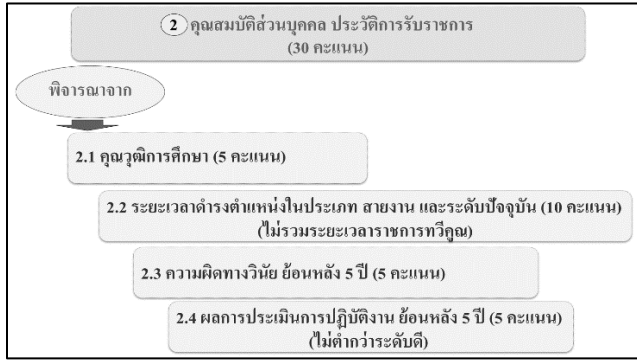 2 คุณสมบัติส่วนบุคคล ประวัติการรับราชการ
(30 คะแนน)
พิจารณาจาก
2.1 คุณวุฒิการศึกษา (5 คะแนน)
2.2 ระยะเวลาดำรงตำแหน่งในประเภท สายงาน และระดับปัจจุบัน (10 คะแนน)
(ไม่รวมระยะเวลาราชการทวีคูณ)
2.3 ความผิดทางวินัย ย้อนหลัง 5 ปี (5 คะแนน)
2.4 ผลการประเมินการปฏิบัติงาน ย้อนหลัง 5 ปี (5 คะแนน)
(ไม่ต่ำกว่าระดับดี)